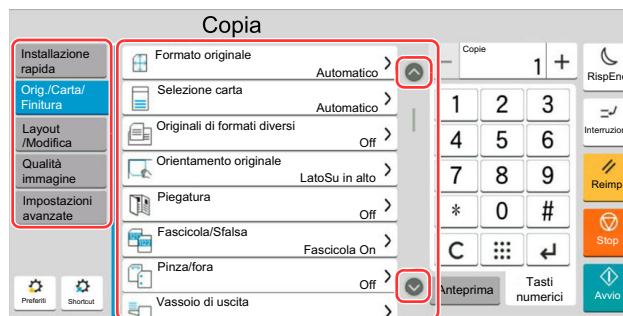 Copia
Installazione
rapida
Orig./Carta/
Finitura
Layout
/Modifica
Qualità
immagine
Impostazioni
avanzate
Preferiti
Shortcut
Formato originale
Automatico
Selezione carta
Automatico
Originali di formati diversi
Off
Orientamento originale
LatoSu in alto
Piegatura
Off
Fascicola/Sfalsa
Fascicola On
Pinza/fora
Off
Vassoio di uscita
Copie
− 1 +
1 2 3
4 5 6
7 8 9
* 0 #
C
Anteprima
Tasti
numerici
RispEne
Interruzion
Reimp
Stop
Avvio